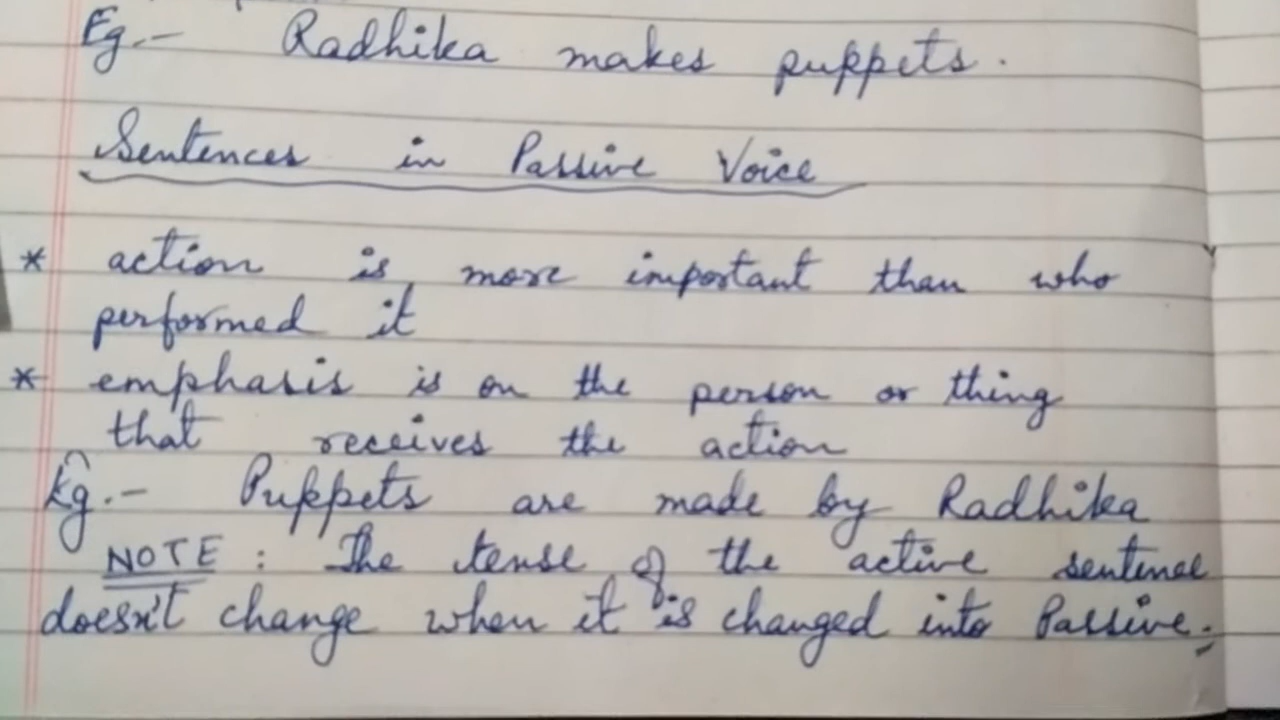 Eg.- Radhika makes puppets.
Sentences in Passive Voice
* action is more important than who
performed it
* emphasis is on the person or thing
that receives the action
Eg.- Puppets are made by Radhika
NOTE : The tense of the active sentence
doesn't change when it is changed into Passive.